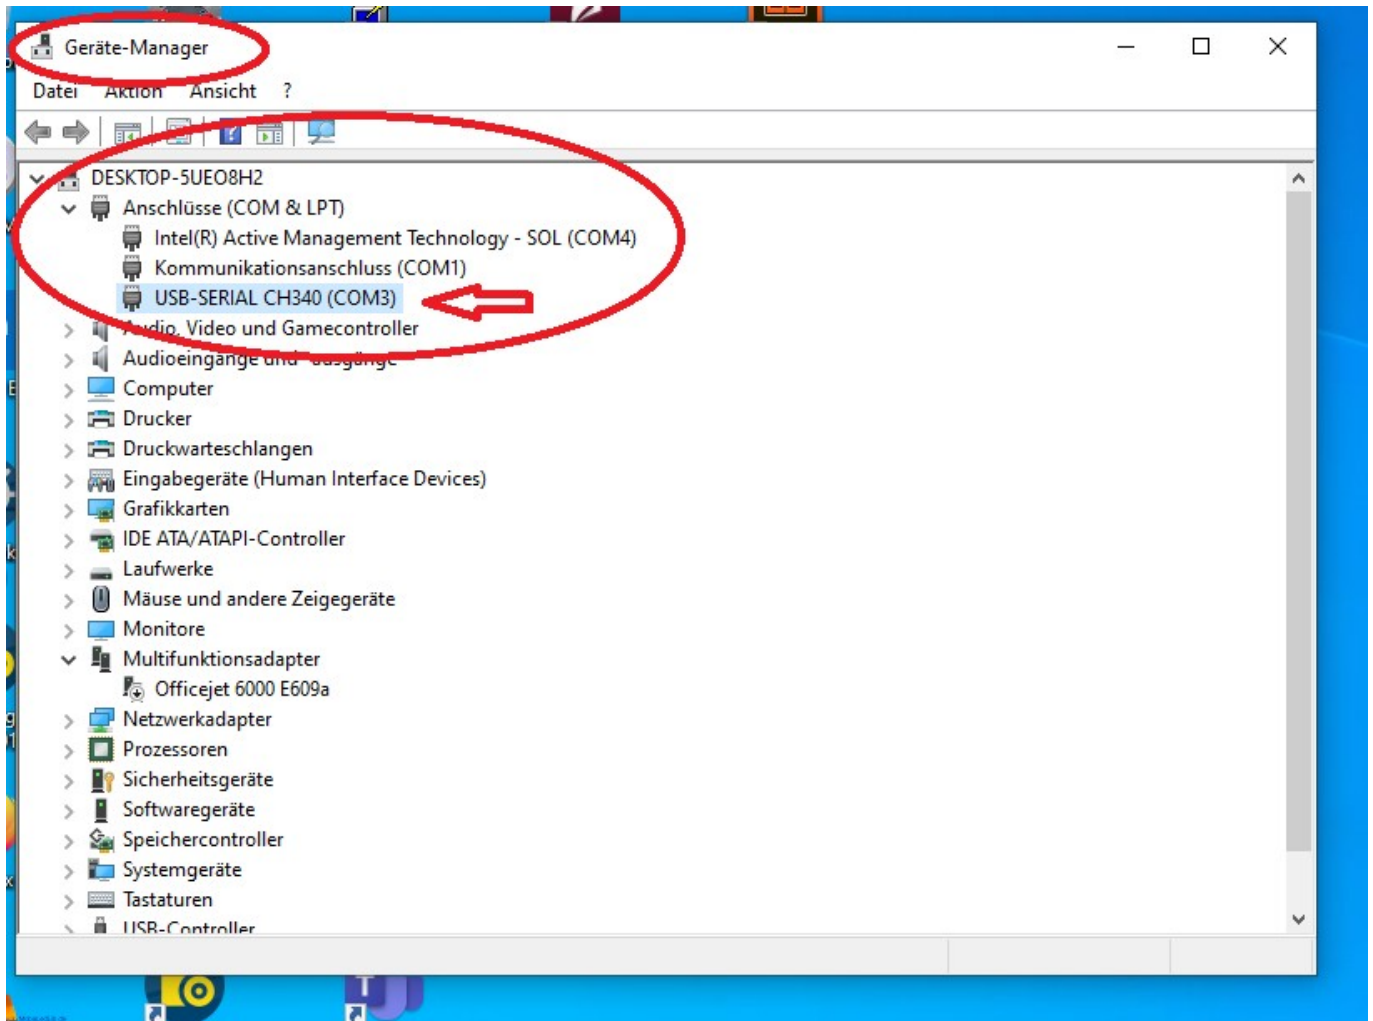 Geräte-Manager
Datei Aktion Ansicht ?
DESKTOP-5UEO8H2
Anschlüsse (COM & LPT)
Intel(R) Active Management Technology - SOL (COM4)
Kommunikationsanschluss (COM1)
USB-SERIAL CH340 (COM3)
Audio, Video und Gamecontroller
Audioeingänge und -ausgänge
Computer
Drucker
Druckwarteschlangen
Eingabegeräte (Human Interface Devices)
Grafikkarten
IDE ATA/ATAPI-Controller
Laufwerke
Mäuse und andere Zeigegeräte
Monitore
Multifunktionsadapter
Officejet 6000 E609a
Netzwerkadapter
Prozessoren
Sicherheitsgeräte
Softwaregeräte
Speichercontroller
Systemgeräte
Tastaturen
USB-Controller